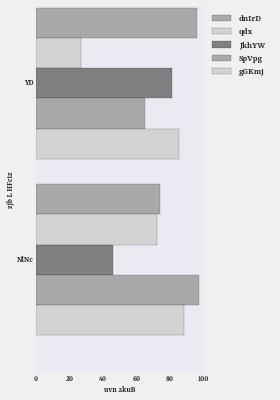 dnIrD
qdx
JkhYW
SpVpg
gGKmj
YD
NlNc
zjb L HFciz
0 20 40 60 80 100
uvn akuB